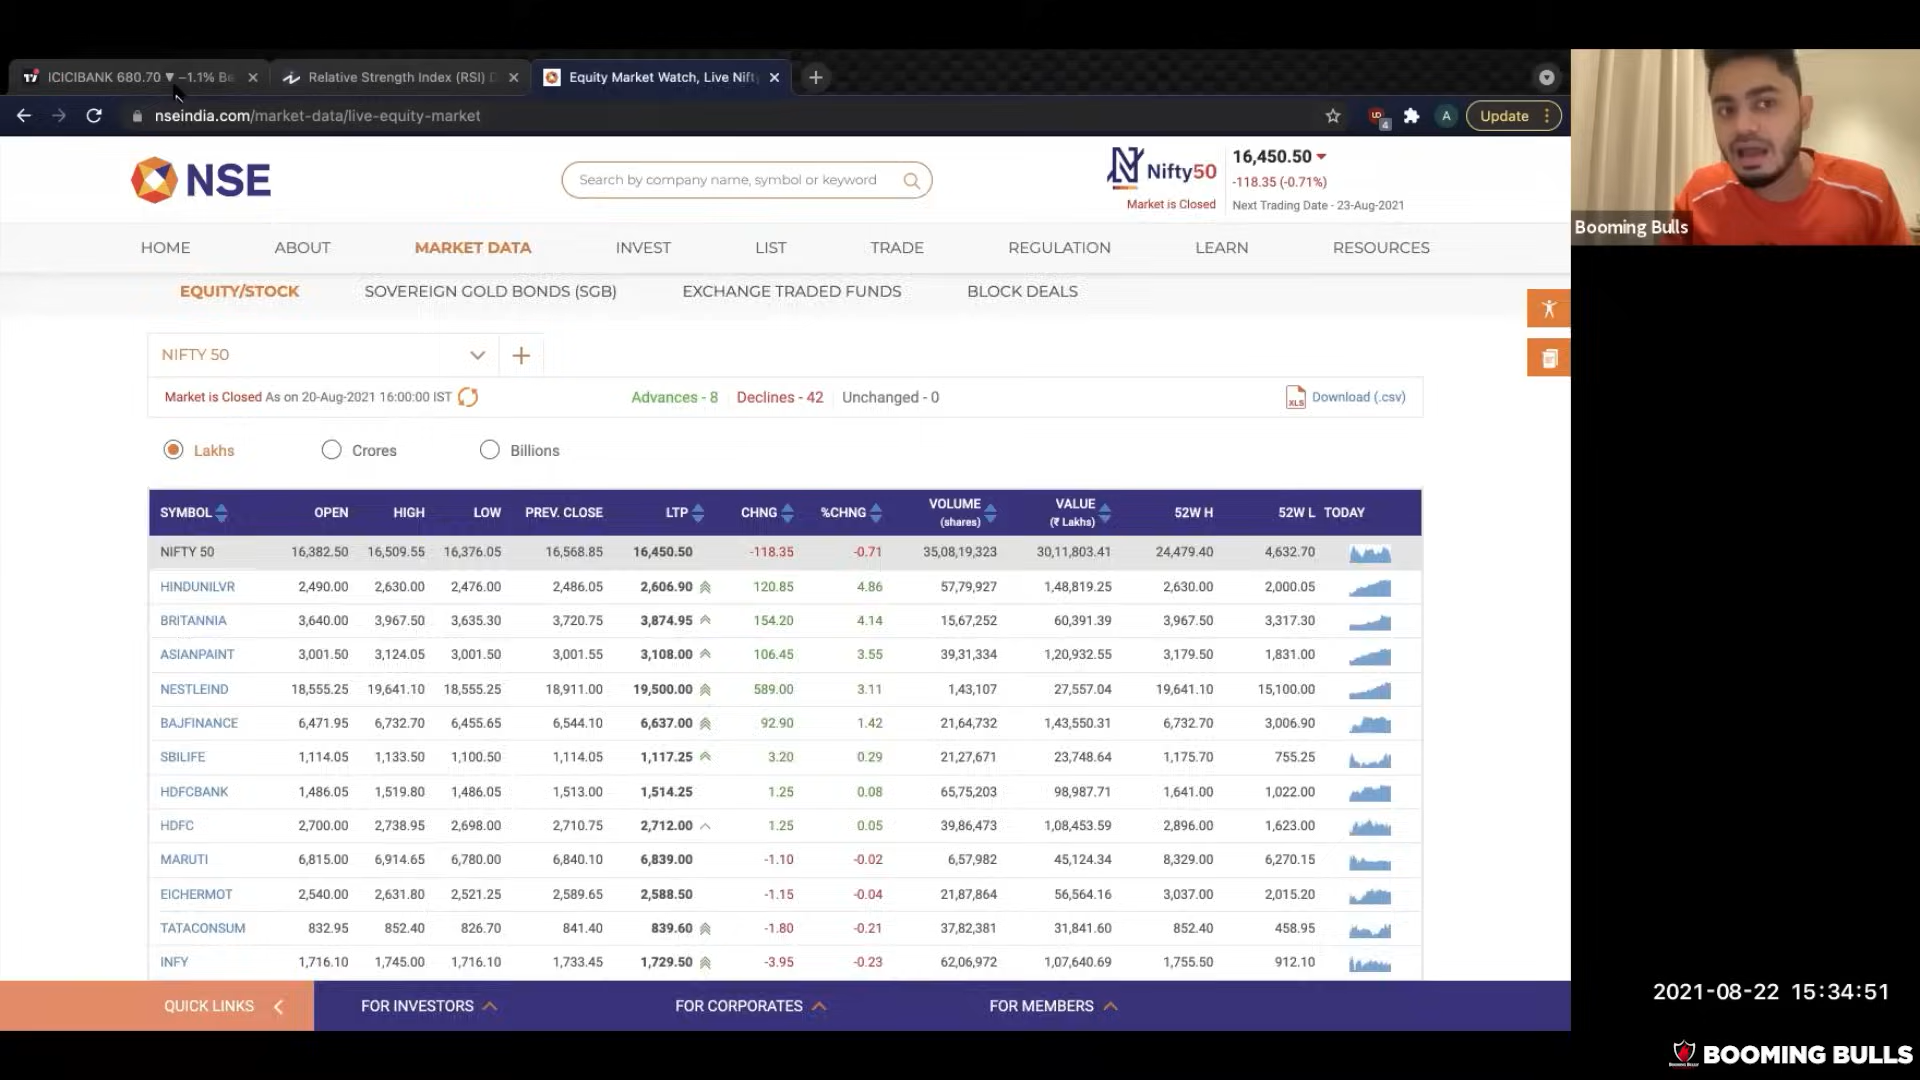 ICICIBANK 680.70 ▼ −1.1% Be
Relative Strength Index (RSI) D
Equity Market Watch, Live Nift
nseindia.com/market-data/live-equity-market
4
A
Update
NSE
Search by company name, symbol or keyword
Nifty50
16,450.50
-118.35 (-0.71%)
Market is Closed
Next Trading Date - 23-Aug-2021
Booming Bulls
HOME ABOUT MARKET DATA INVEST LIST TRADE REGULATION LEARN RESOURCES
EQUITY/STOCK SOVEREIGN GOLD BONDS (SGB) EXCHANGE TRADED FUNDS BLOCK DEALS
NIFTY 50
Market is Closed As on 20-Aug-2021 16:00:00 IST Advances - 8 Declines - 42 Unchanged - 0 XLS Download (.csv)
Lakhs Crores Billions
SYMBOL OPEN HIGH LOW PREV. CLOSE LTP CHNG %CHNG VOLUME (shares) VALUE (₹ Lakhs) 52W H 52W L TODAY
NIFTY 50 16,382.50 16,509.55 16,376.05 16,568.85 16,450.50 -118.35 -0.71 35,08,19,323 30,11,803.41 24,479.40 4,632.70
HINDUNILVR 2,490.00 2,630.00 2,476.00 2,486.05 2,606.90 120.85 4.86 57,79,927 1,48,819.25 2,630.00 2,000.05
BRITANNIA 3,640.00 3,967.50 3,635.30 3,720.75 3,874.95 154.20 4.14 15,67,252 60,391.39 3,967.50 3,317.30
ASIANPAINT 3,001.50 3,124.05 3,001.50 3,001.55 3,108.00 106.45 3.55 39,31,334 1,20,932.55 3,179.50 1,831.00
NESTLEIND 18,555.25 19,641.10 18,555.25 18,911.00 19,500.00 589.00 3.11 1,43,107 27,557.04 19,641.10 15,100.00
BAJFINANCE 6,471.95 6,732.70 6,455.65 6,544.10 6,637.00 92.90 1.42 21,64,732 1,43,550.31 6,732.70 3,006.90
SBILIFE 1,114.05 1,133.50 1,100.50 1,114.05 1,117.25 3.20 0.29 21,27,671 23,748.64 1,175.70 755.25
HDFCBANK 1,486.05 1,519.80 1,486.05 1,513.00 1,514.25 1.25 0.08 65,75,203 98,987.71 1,641.00 1,022.00
HDFC 2,700.00 2,738.95 2,698.00 2,710.75 2,712.00 1.25 0.05 39,86,473 1,08,453.59 2,896.00 1,623.00
MARUTI 6,815.00 6,914.65 6,780.00 6,840.10 6,839.00 -1.10 -0.02 6,57,982 45,124.34 8,329.00 6,270.15
EICHERMOT 2,540.00 2,631.80 2,521.25 2,589.65 2,588.50 -1.15 -0.04 21,87,864 56,564.16 3,037.00 2,015.20
TATACONSUM 832.95 852.40 826.70 841.40 839.60 -1.80 -0.21 37,82,381 31,841.60 852.40 458.95
INFY 1,716.10 1,745.00 1,716.10 1,733.45 1,729.50 -3.95 -0.23 62,06,972 1,07,640.69 1,755.50 912.10
QUICK LINKS FOR INVESTORS FOR CORPORATES FOR MEMBERS
2021-08-22 15:34:51
BOOMING BULLS